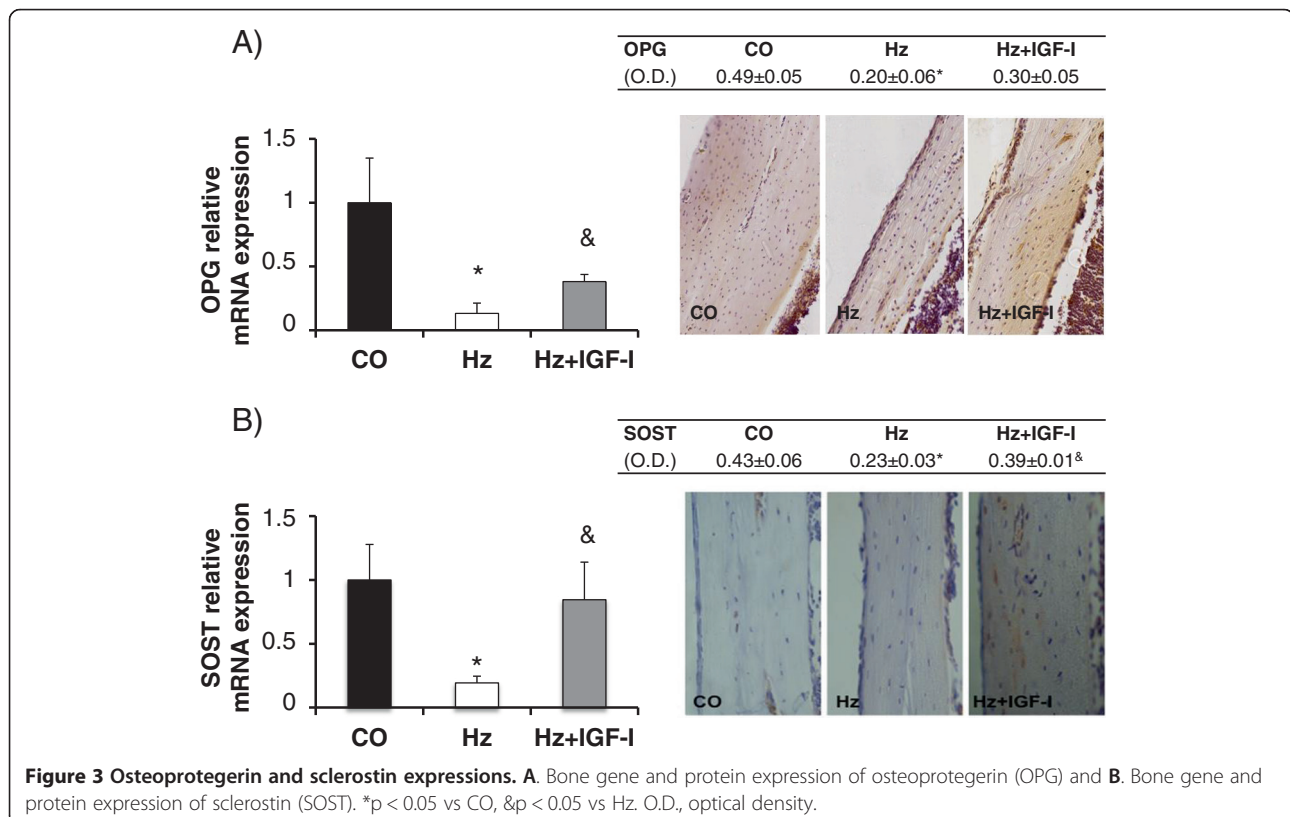 A)
OPG CO Hz Hz+IGF-I
(O.D.) 0.49±0.05 0.20±0.06* 0.30±0.05
OPG relative
mRNA expression
1.5
1
0.5
0
*
&
CO Hz Hz+IGF-I
CO
Hz
Hz+IGF-I
B)
SOST CO Hz Hz+IGF-I
(O.D.) 0.43±0.06 0.23±0.03* 0.39±0.01&
SOST relative
mRNA expression
1.5
1
0.5
0
*
&
CO Hz Hz+IGF-I
CO
Hz
Hz+IGF-I
Figure 3 Osteoprotegerin and sclerostin expressions. A. Bone gene and protein expression of osteoprotegerin (OPG) and B. Bone gene and
protein expression of sclerostin (SOST). *p < 0.05 vs CO, &p < 0.05 vs Hz. O.D., optical density.